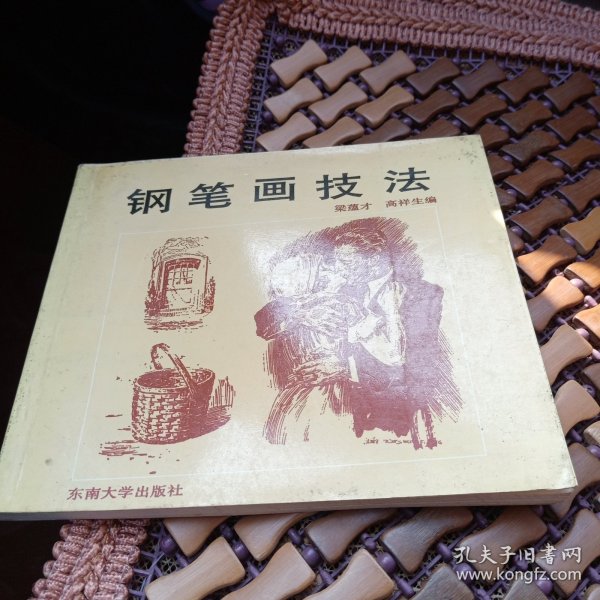 钢笔画技法
梁蕴才 高祥生编
东南大学出版社
孔夫子旧书网
www.kongfz.com